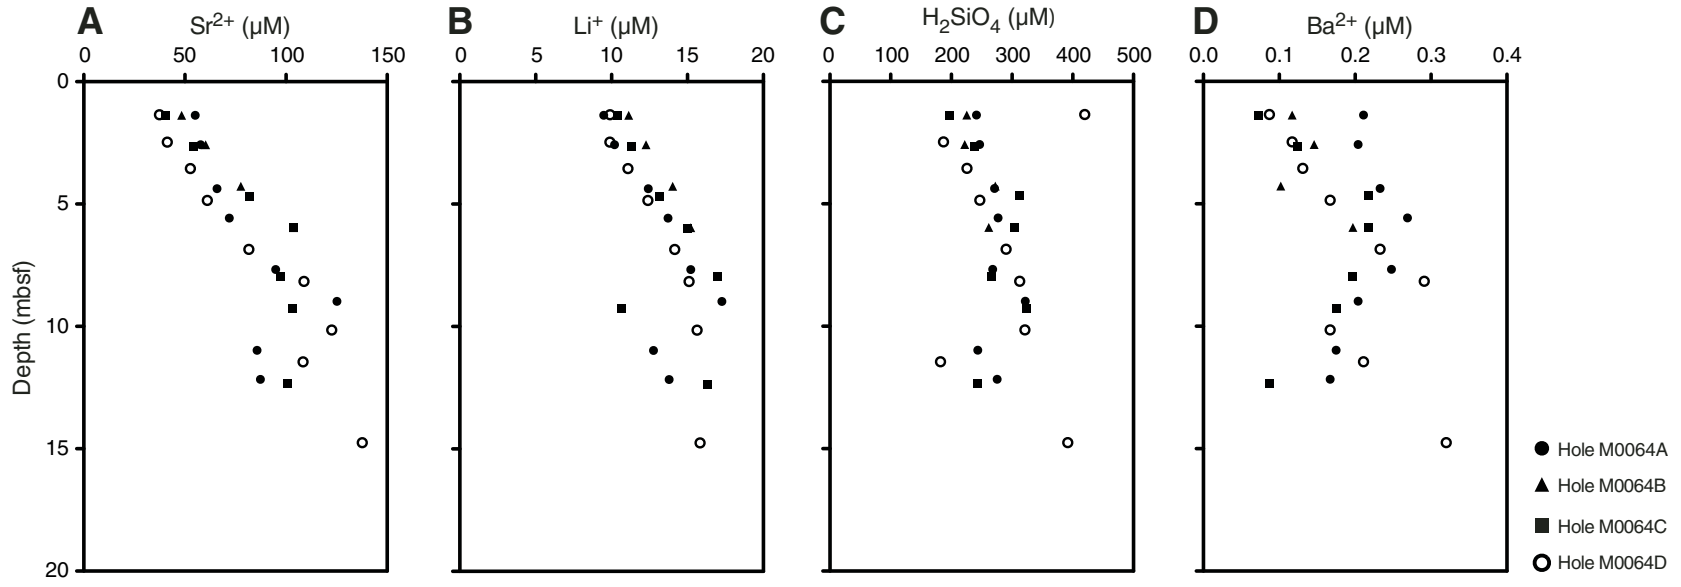 A Sr2+ (µM)
B Li+ (µM)
C H2SiO4 (µM)
D Ba2+ (µM)
0 50 100 150
0 5 10 15 20
0 100 200 300 400 500
0.0 0.1 0.2 0.3 0.4
0
5
10
15
20
Depth (mbsf)
Hole M0064A
Hole M0064B
Hole M0064C
Hole M0064D